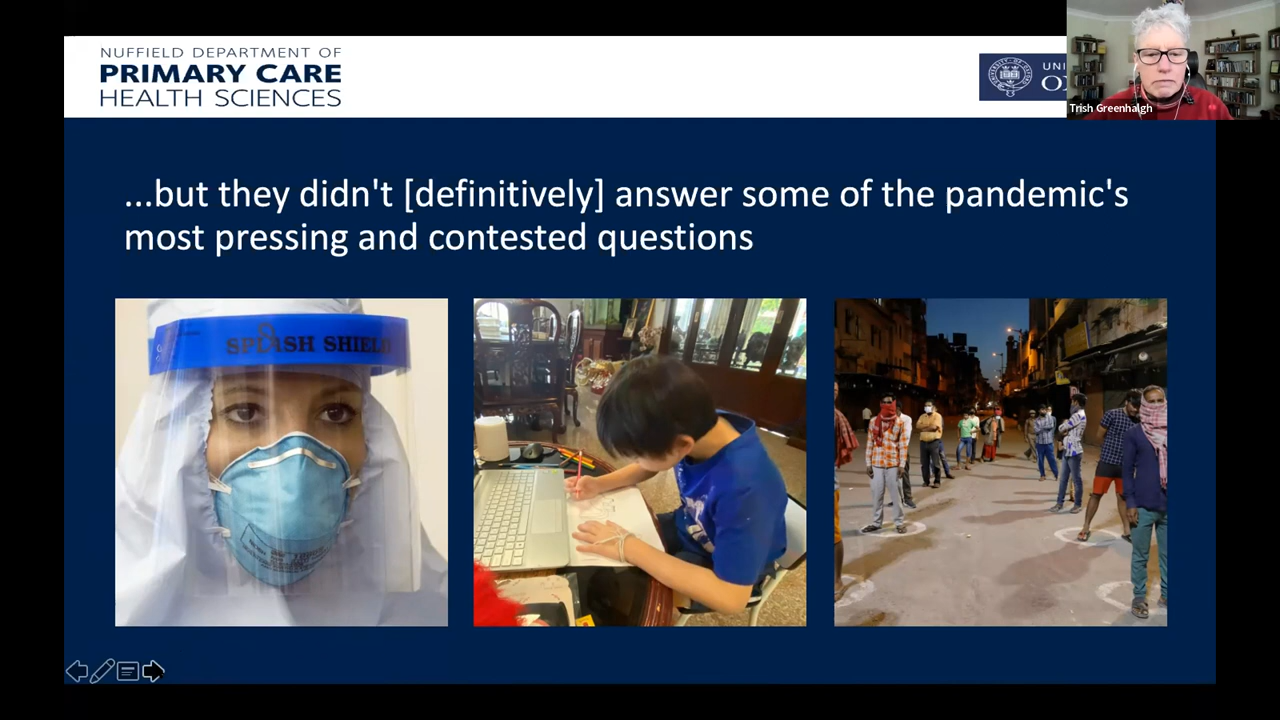 NUFFIELD DEPARTMENT OF
PRIMARY CARE
HEALTH SCIENCES
Trish Greenhalgh
...but they didn't [definitively] answer some of the pandemic's
most pressing and contested questions
SPLASH SHIELD